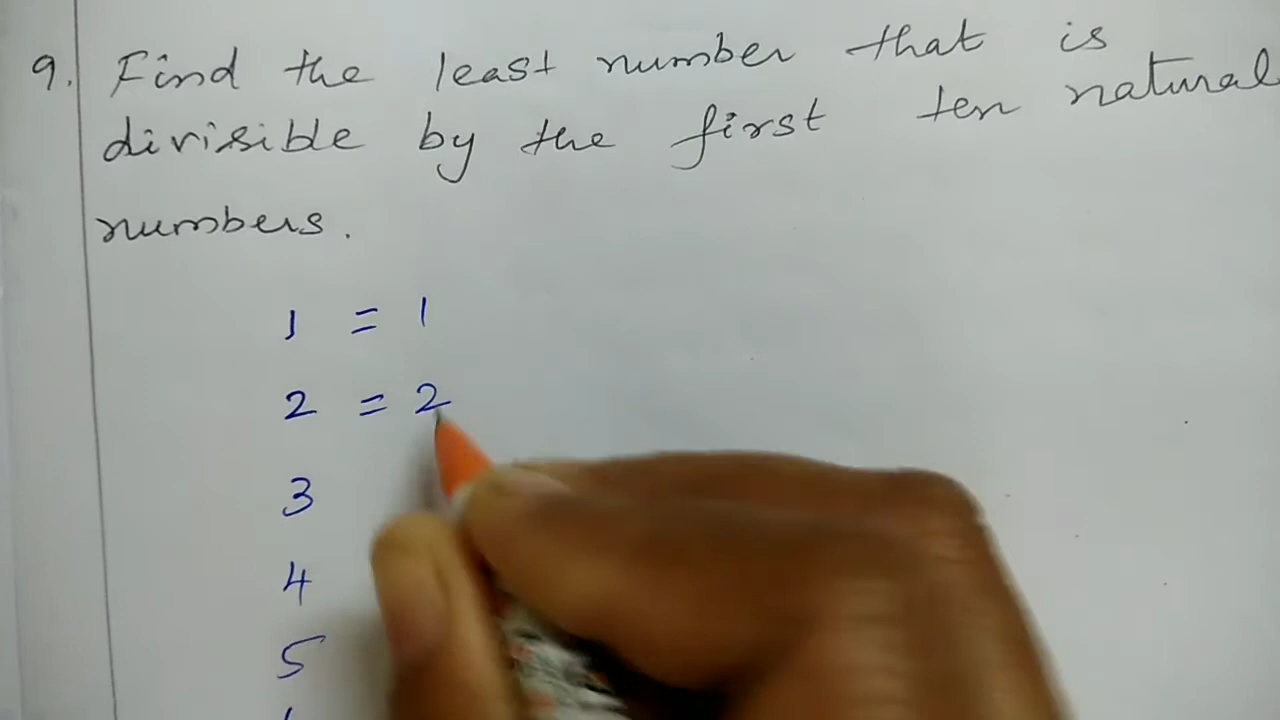 9. Find the least number that is
divisible by the first ten natural
numbers.
1 = 1
2 = 2
3
4
5